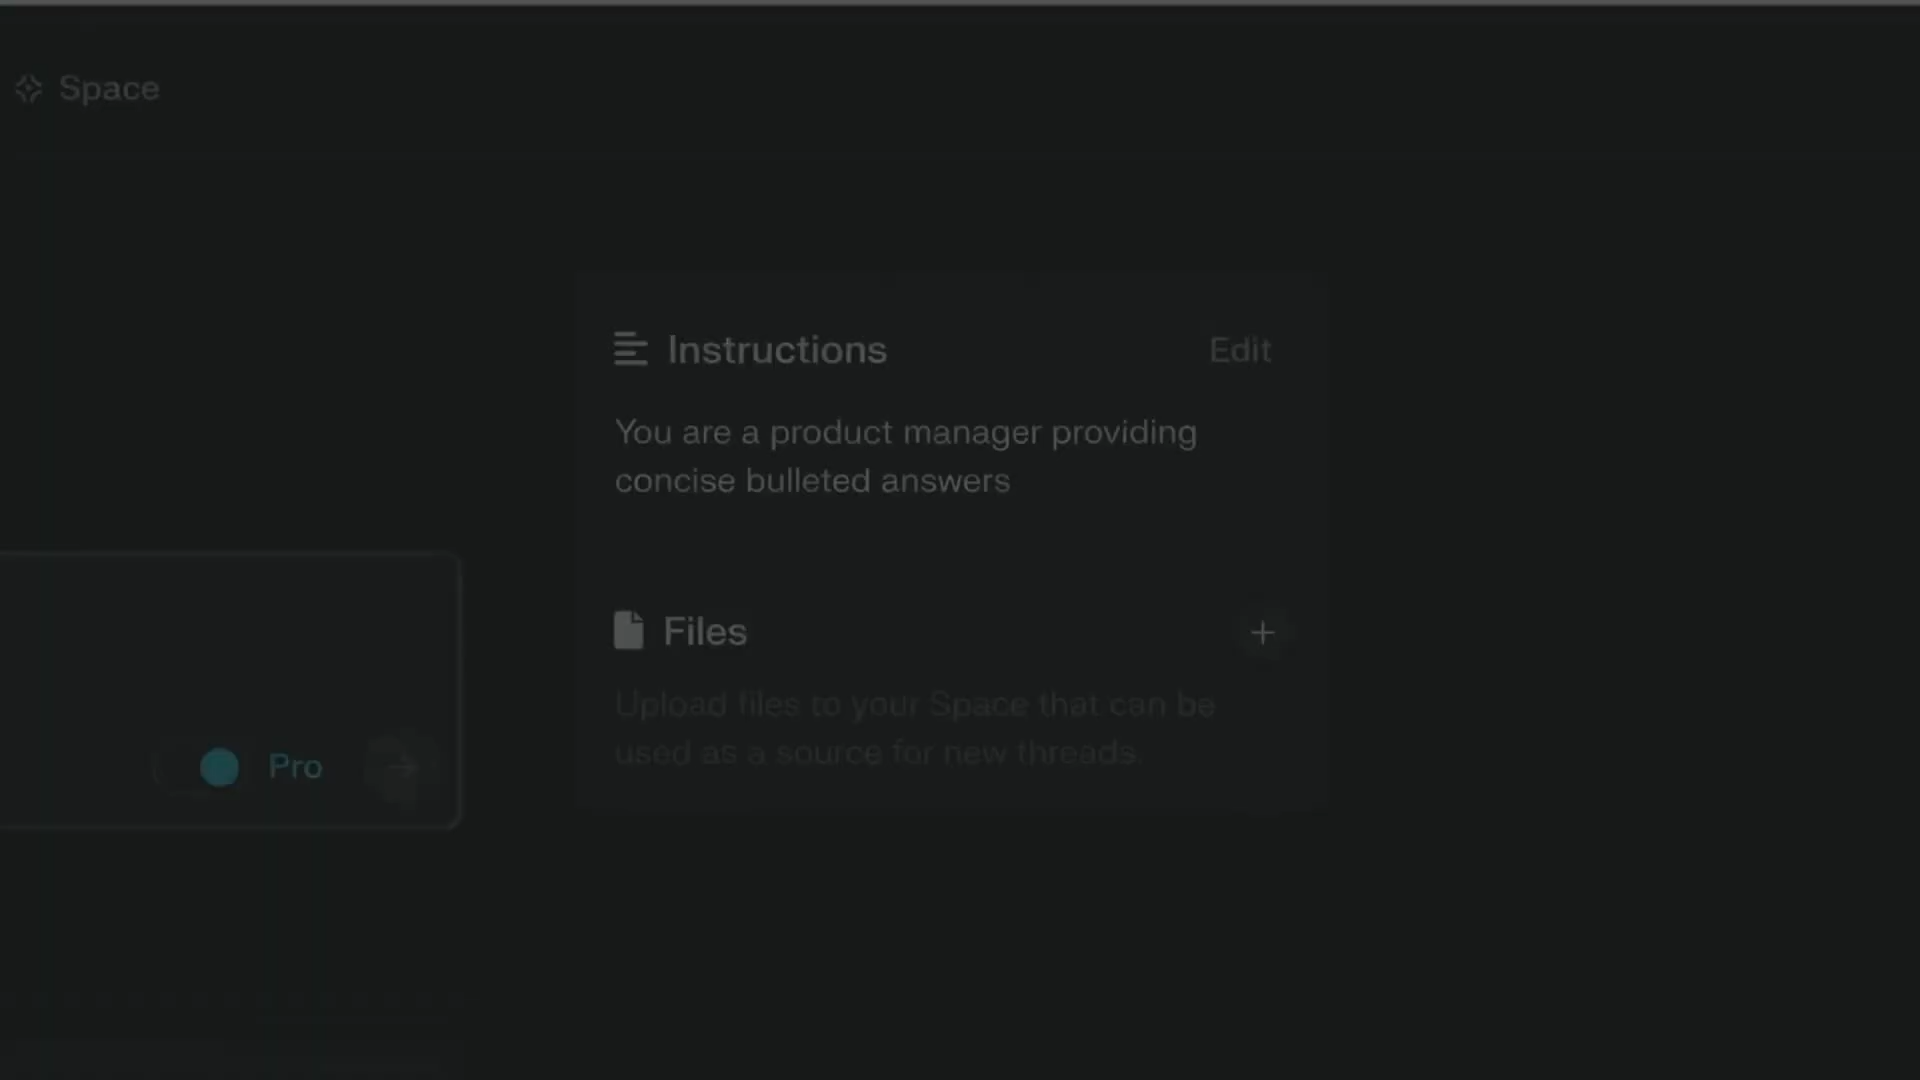 Space
Instructions
Edit
You are a product manager providing
concise bulleted answers
Files
Upload files to your Space that can be
used as a source for new threads.
Pro